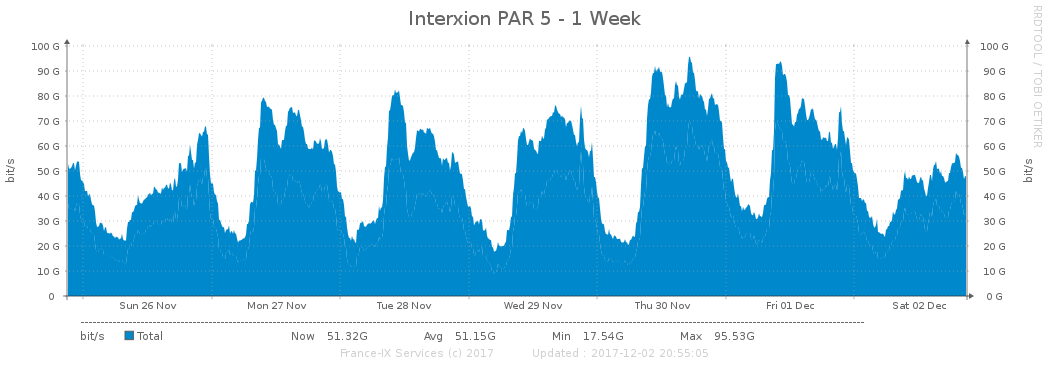 Interxion PAR 5 - 1 Week
RRDTOOL / TOBI OETIKER
100 G 100 G
90 G 90 G
80 G 80 G
70 G 70 G
60 G 60 G
bit/s 50 G 50 G bit/s
40 G 40 G
30 G 30 G
20 G 20 G
10 G 10 G
0 0 G
Sun 26 Nov Mon 27 Nov Tue 28 Nov Wed 29 Nov Thu 30 Nov Fri 01 Dec Sat 02 Dec
bit/s Total Now 51.32G Avg 51.15G Min 17.54G Max 95.53G
France-IX Services (c) 2017 Updated : 2017-12-02 20:55:05